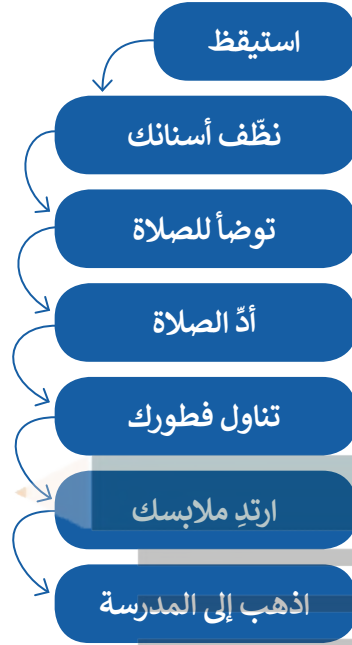 استيقظ
نظّف أسنانك
توضأ للصلاة
أدِّ الصلاة
تناول فطورك
ارتدِ ملابسك
اذهب إلى المدرسة